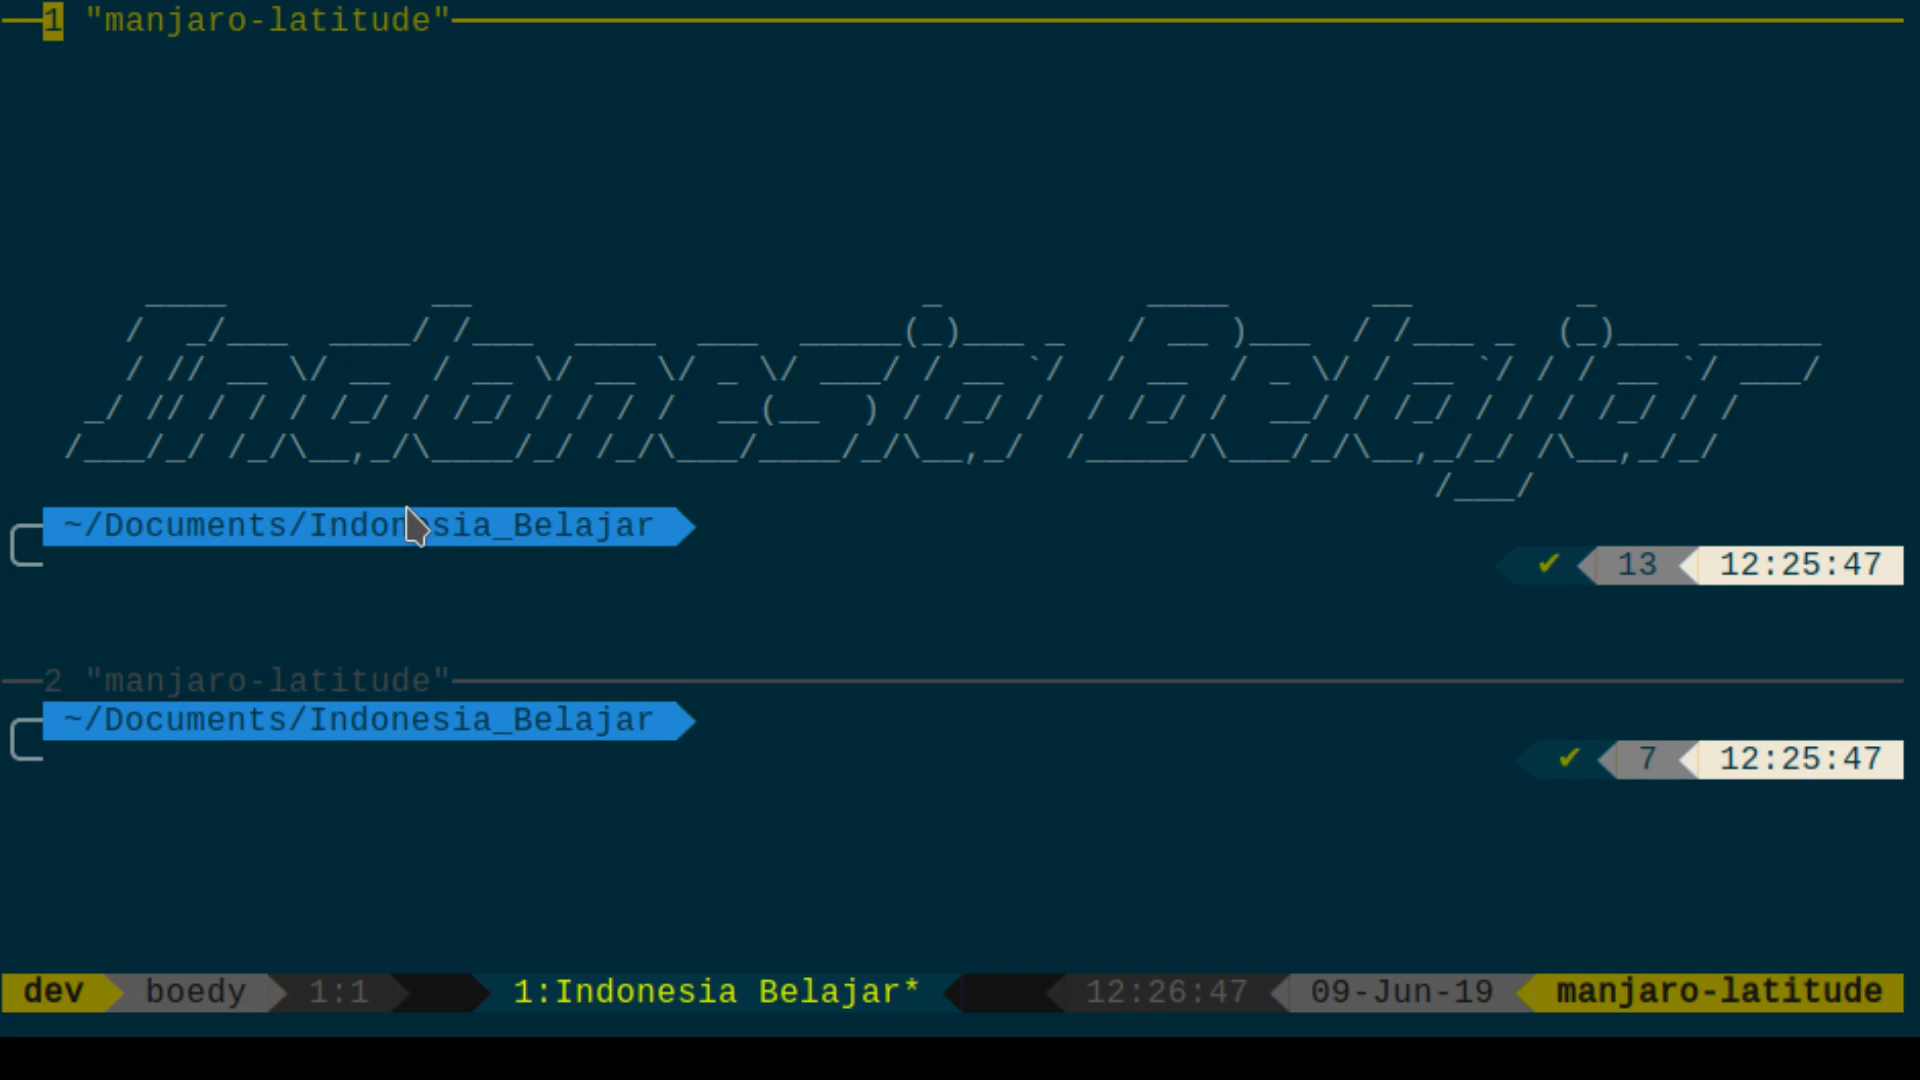 1 "manjaro-latitude"
Indonesia Belajar
~/Documents/Indonesia_Belajar
✔ 13 12:25:47
2 "manjaro-latitude"
~/Documents/Indonesia_Belajar
✔ 7 12:25:47
dev boedy 1:1 1:Indonesia Belajar* 12:26:47 09-Jun-19 manjaro-latitude